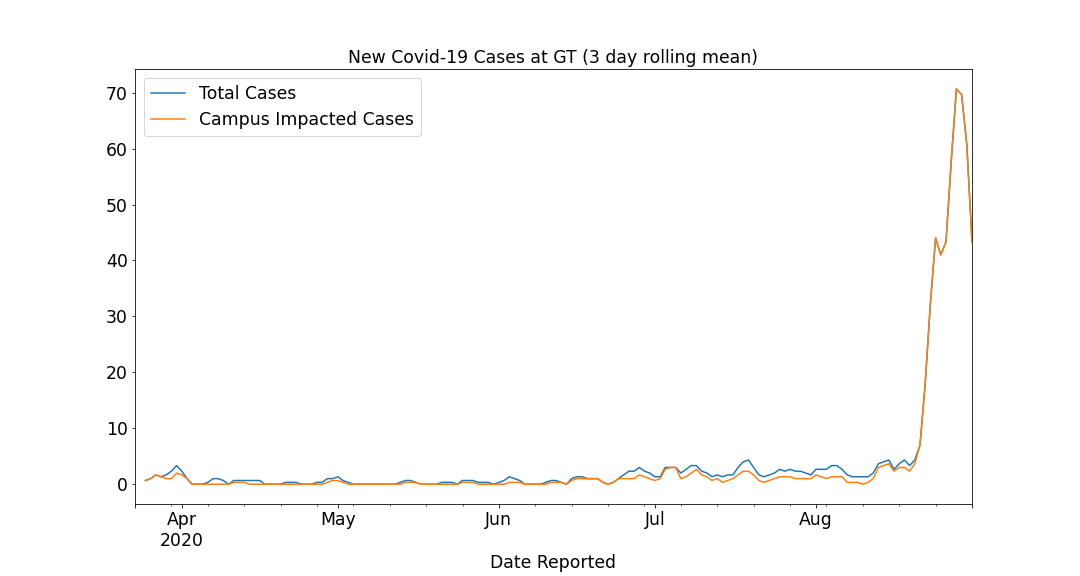 New Covid-19 Cases at GT (3 day rolling mean)
Total Cases
Campus Impacted Cases
70
60
50
40
30
20
10
0
Apr May Jun Jul Aug
2020
Date Reported